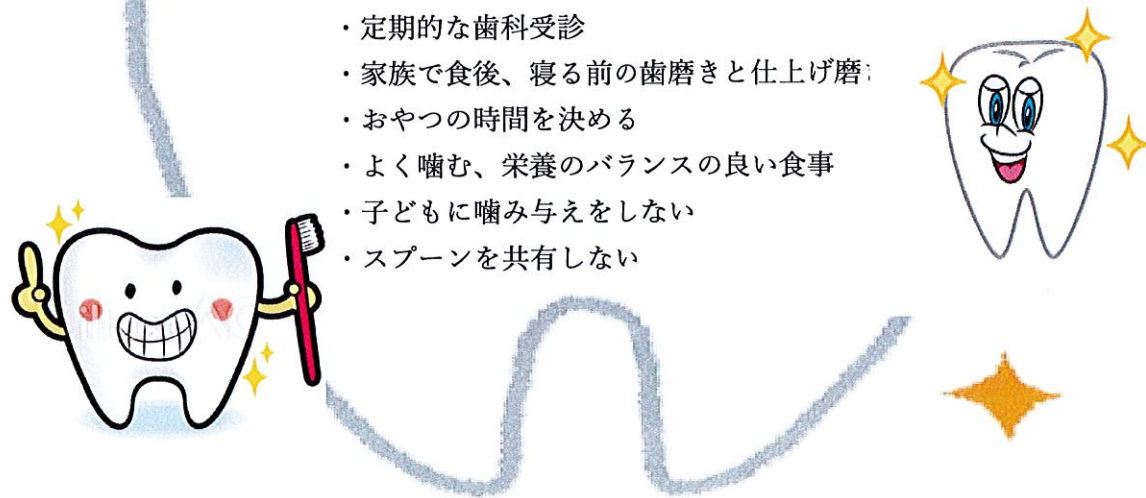 ・定期的な歯科受診
・家族で食後、寝る前の歯磨きと仕上げ磨
・おやつの時間を決める
・よく噛む、栄養のバランスの良い食事
・子どもに噛み与えをしない
・スプーンを共有しない